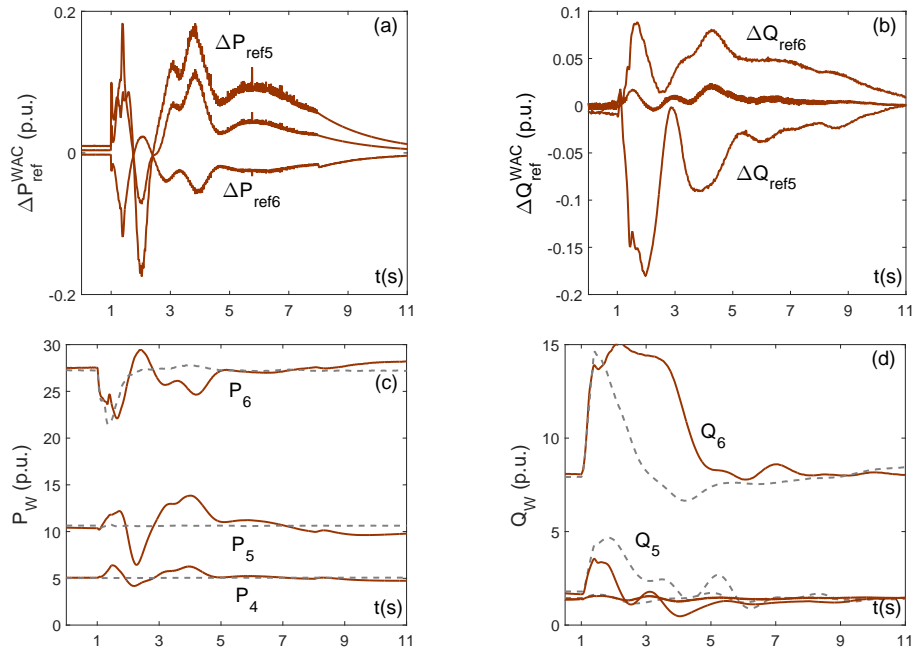 0.2
(a)
ΔP_ref5
0
ΔP_ref6
-0.2
ΔP_ref^WAC (p.u.)
t(s)
1 3 5 7 9 11
0.1
(b)
ΔQ_ref6
0.05
0
-0.05
ΔQ_ref5
-0.1
-0.15
-0.2
ΔQ_ref^WAC (p.u.)
t(s)
1 3 5 7 9 11
30
(c)
25
P_6
20
15
10
P_5
5
P_4
0
P_W (p.u.)
t(s)
1 3 5 7 9 11
15
(d)
Q_6
10
5
Q_5
0
Q_W (p.u.)
t(s)
1 3 5 7 9 11